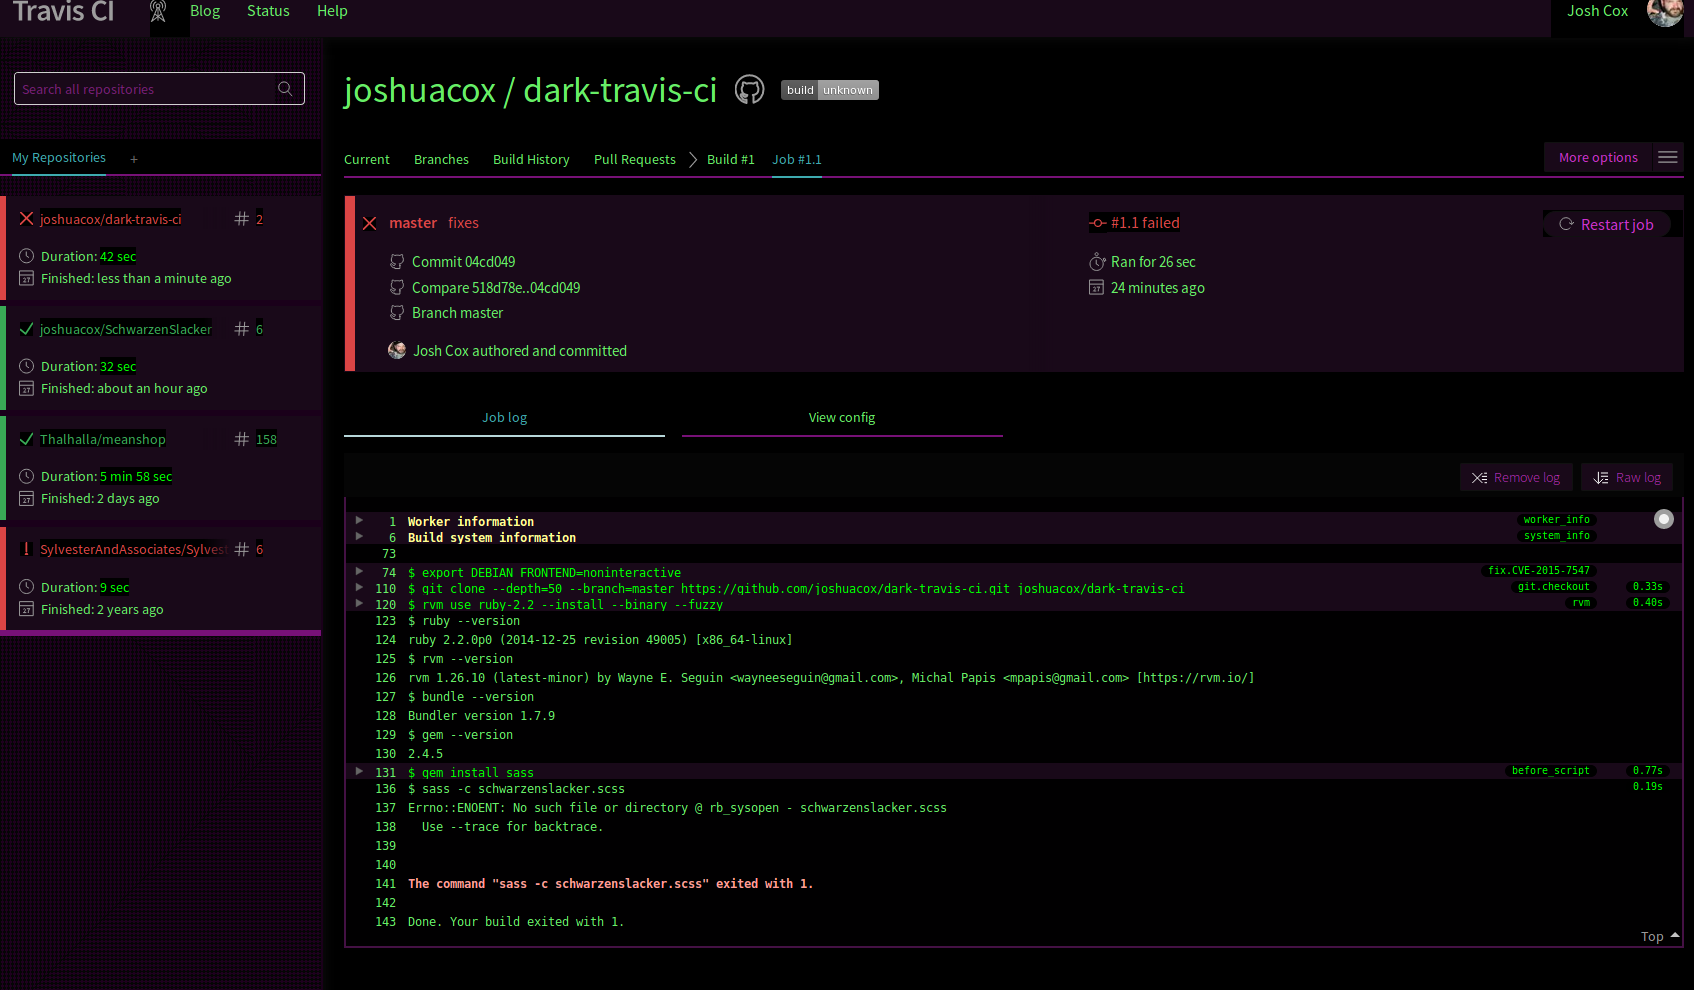 Travis CI Blog Status Help Josh Cox
Search all repositories
My Repositories +
joshuacox/dark-travis-ci # 2
Duration: 42 sec
Finished: less than a minute ago
joshuacox/SchwarzenSlacker # 6
Duration: 32 sec
Finished: about an hour ago
Thalhalla/meanshop # 158
Duration: 5 min 58 sec
Finished: 2 days ago
! SylvesterAndAssociates/Sylves # 6
Duration: 9 sec
Finished: 2 years ago
joshuacox / dark-travis-ci build unknown
Current Branches Build History Pull Requests Build #1 Job #1.1 More options
master fixes
Commit 04cd049
Compare 518d78e..04cd049
Branch master
Josh Cox authored and committed
#1.1 failed
Ran for 26 sec
24 minutes ago
Restart job
Job log View config
Remove log Raw log
1 Worker information worker_info
6 Build system information system_info
73
74 $ export DEBIAN_FRONTEND=noninteractive fix.CVE-2015-7547
110 $ git clone --depth=50 --branch=master https://github.com/joshuacox/dark-travis-ci.git joshuacox/dark-travis-ci git.checkout 0.33s
120 $ rvm use ruby-2.2 --install --binary --fuzzy rvm 0.40s
123 $ ruby --version
124 ruby 2.2.0p0 (2014-12-25 revision 49005) [x86_64-linux]
125 $ rvm --version
126 rvm 1.26.10 (latest-minor) by Wayne E. Seguin <wayneeseguin@gmail.com>, Michal Papis <mpapis@gmail.com> [https://rvm.io/]
127 $ bundle --version
128 Bundler version 1.7.9
129 $ gem --version
130 2.4.5
131 $ gem install sass before_script 0.77s
136 $ sass -c schwarzenslacker.scss 0.19s
137 Errno::ENOENT: No such file or directory @ rb_sysopen - schwarzenslacker.scss
138 Use --trace for backtrace.
139
140
141 The command "sass -c schwarzenslacker.scss" exited with 1.
142
143 Done. Your build exited with 1.
Top